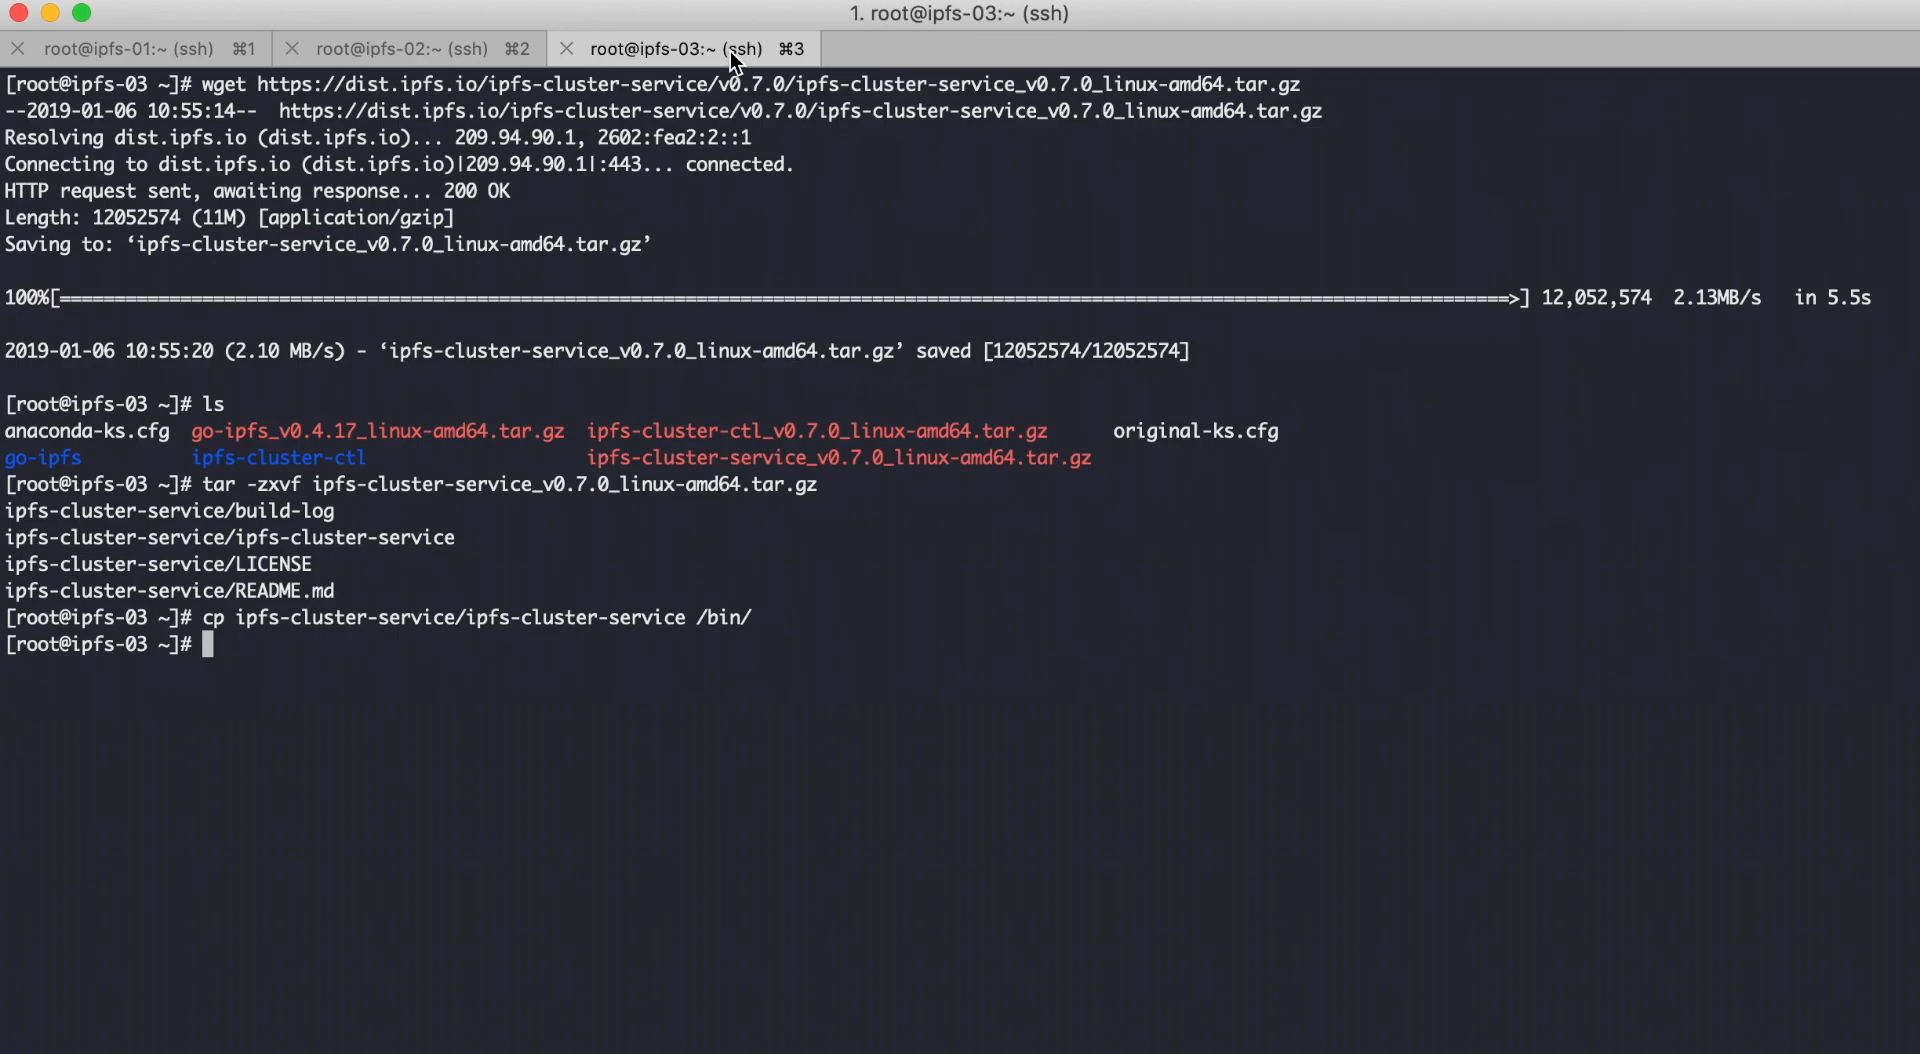 1. root@ipfs-03:~ (ssh)
root@ipfs-01:~ (ssh) ⌘1 root@ipfs-02:~ (ssh) ⌘2 root@ipfs-03:~ (ssh) ⌘3
[root@ipfs-03 ~]# wget https://dist.ipfs.io/ipfs-cluster-service/v0.7.0/ipfs-cluster-service_v0.7.0_linux-amd64.tar.gz
--2019-01-06 10:55:14--  https://dist.ipfs.io/ipfs-cluster-service/v0.7.0/ipfs-cluster-service_v0.7.0_linux-amd64.tar.gz
Resolving dist.ipfs.io (dist.ipfs.io)... 209.94.90.1, 2602:fea2:2::1
Connecting to dist.ipfs.io (dist.ipfs.io)|209.94.90.1|:443... connected.
HTTP request sent, awaiting response... 200 OK
Length: 12052574 (11M) [application/gzip]
Saving to: ‘ipfs-cluster-service_v0.7.0_linux-amd64.tar.gz’
100%[====================================================================================================================================>] 12,052,574  2.13MB/s   in 5.5s
2019-01-06 10:55:20 (2.10 MB/s) - ‘ipfs-cluster-service_v0.7.0_linux-amd64.tar.gz’ saved [12052574/12052574]
[root@ipfs-03 ~]# ls
anaconda-ks.cfg  go-ipfs_v0.4.17_linux-amd64.tar.gz  ipfs-cluster-ctl_v0.7.0_linux-amd64.tar.gz      original-ks.cfg
go-ipfs          ipfs-cluster-ctl                    ipfs-cluster-service_v0.7.0_linux-amd64.tar.gz
[root@ipfs-03 ~]# tar -zxvf ipfs-cluster-service_v0.7.0_linux-amd64.tar.gz
ipfs-cluster-service/build-log
ipfs-cluster-service/ipfs-cluster-service
ipfs-cluster-service/LICENSE
ipfs-cluster-service/README.md
[root@ipfs-03 ~]# cp ipfs-cluster-service/ipfs-cluster-service /bin/
[root@ipfs-03 ~]#